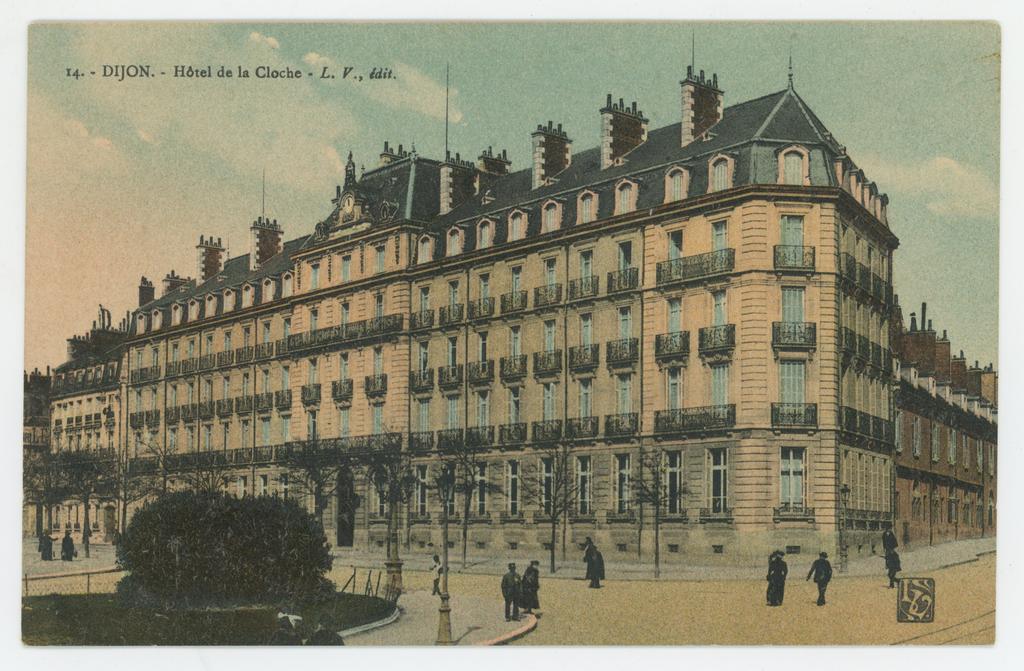 14. - DIJON. - Hôtel de la Cloche - L. V., édit.